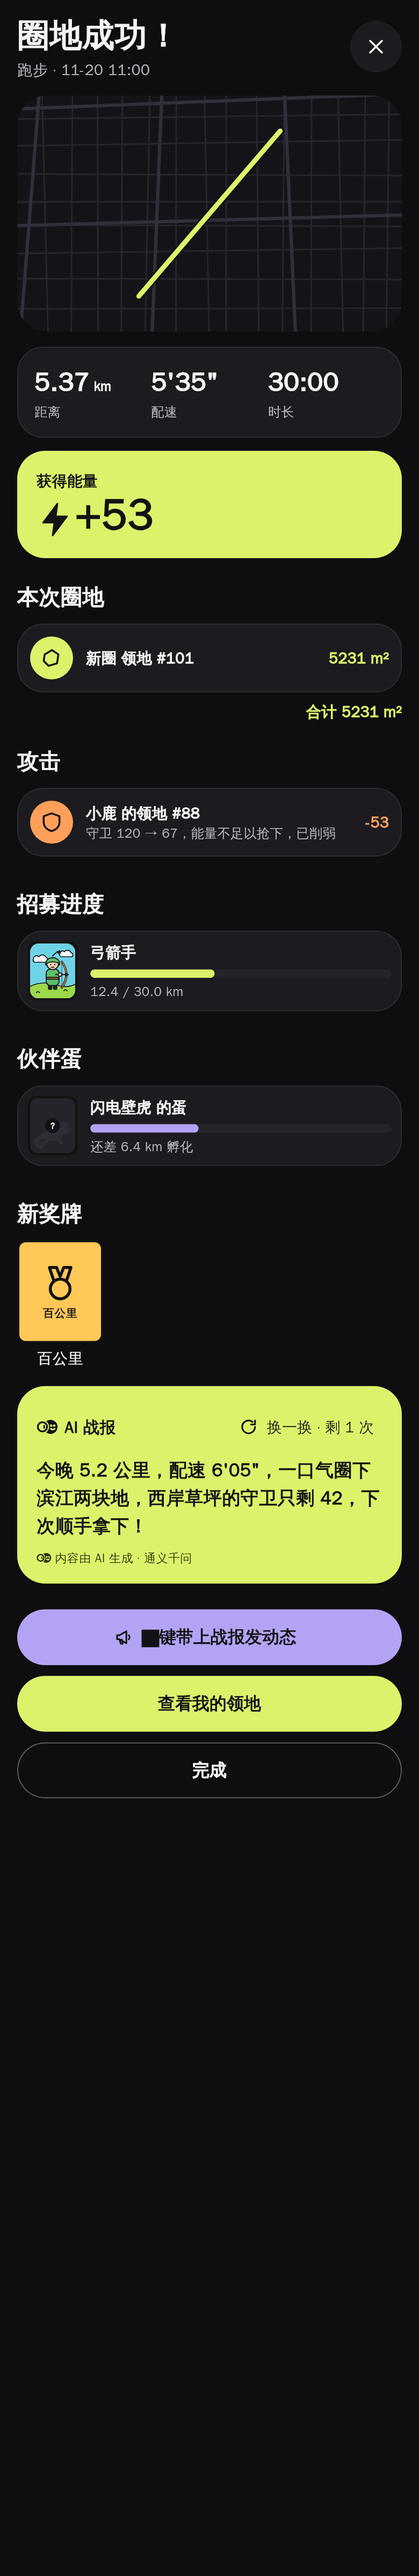 圈地成功！
跑步 · 11-20 11:00
5.37 km
5'35"
30:00
距离
配速
时长
获得能量
+53
本次圈地
新圈 领地 #101
5231 m²
合计 5231 m²
攻击
小鹿 的领地 #88
守卫 120 → 67，能量不足以抢下，已削弱
-53
招募进度
弓箭手
12.4 / 30.0 km
伙伴蛋
?
闪电壁虎 的蛋
还差 6.4 km 孵化
新奖牌
百公里
百公里
AI 战报
换一换 · 剩 1 次
今晚 5.2 公里，配速 6'05"，一口气圈下
滨江两块地，西岸草坪的守卫只剩 42，下
次顺手拿下！
内容由 AI 生成 · 通义千问
键带上战报发动态
查看我的领地
完成